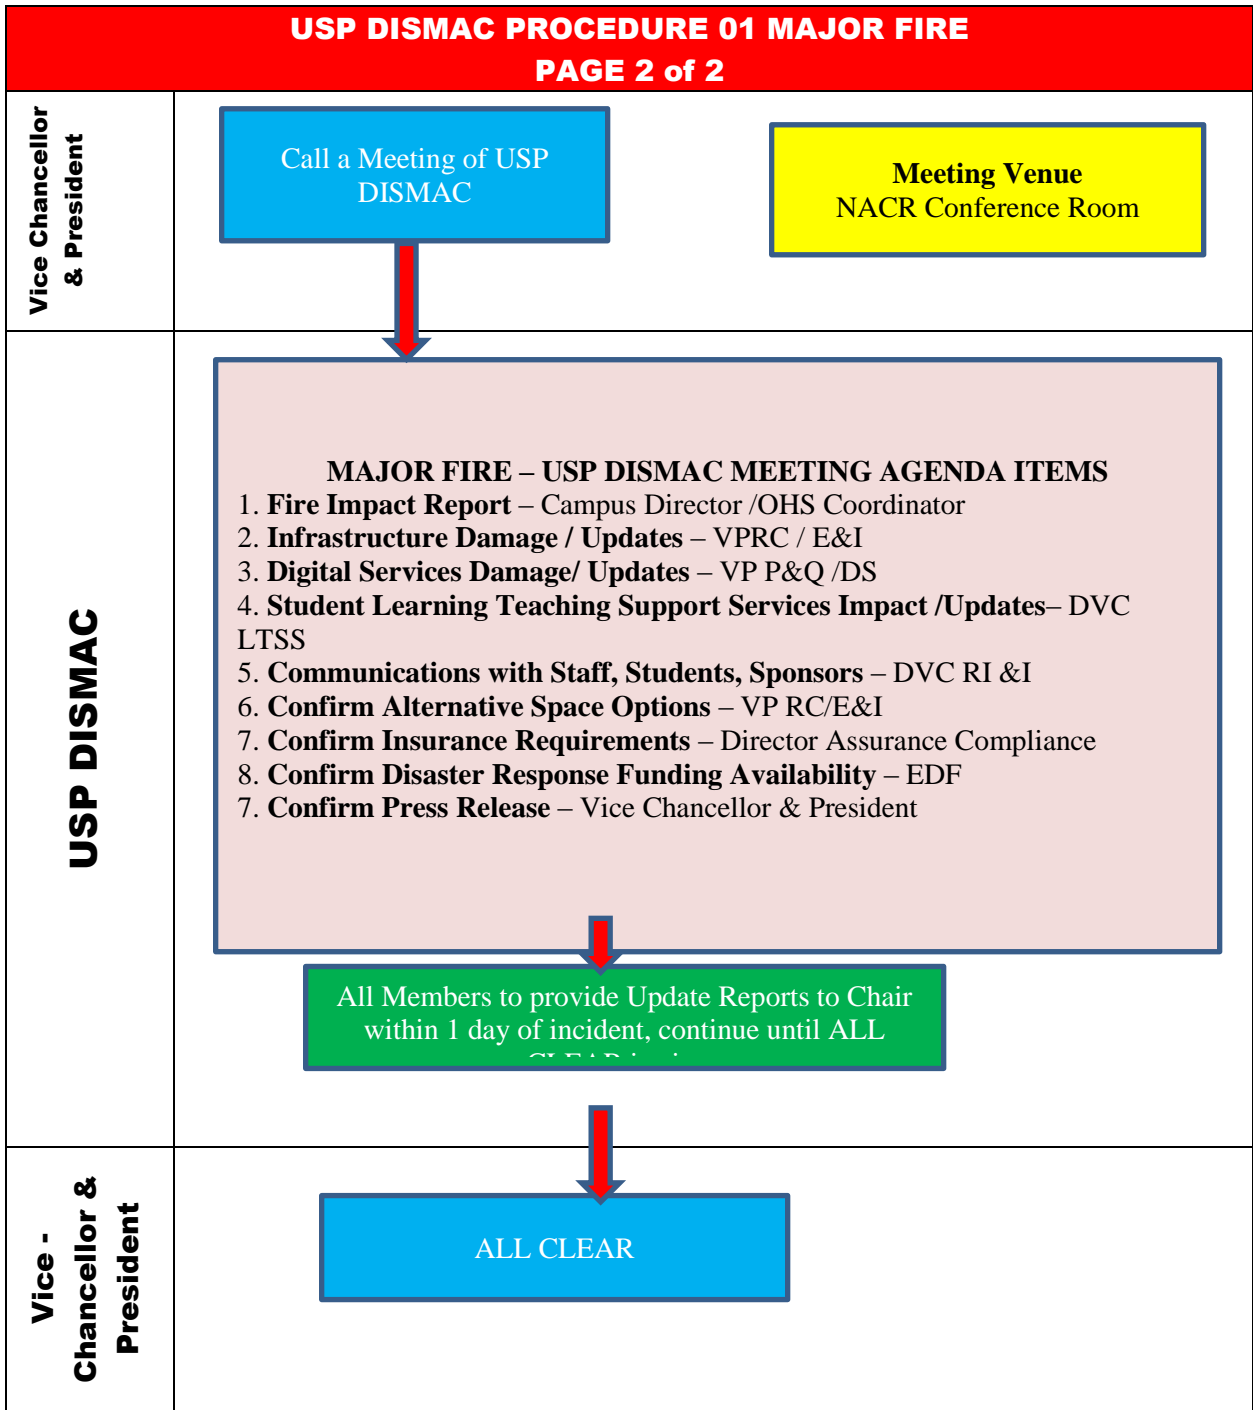 USP DISMAC PROCEDURE 01 MAJOR FIRE
PAGE 2 of 2
Vice Chancellor
& President
Call a Meeting of USP
DISMAC
Meeting Venue
NACR Conference Room
USP DISMAC
MAJOR FIRE – USP DISMAC MEETING AGENDA ITEMS
1. Fire Impact Report – Campus Director /OHS Coordinator
2. Infrastructure Damage / Updates – VPRC / E&I
3. Digital Services Damage/ Updates – VP P&Q /DS
4. Student Learning Teaching Support Services Impact /Updates– DVC
LTSS
5. Communications with Staff, Students, Sponsors – DVC RI &I
6. Confirm Alternative Space Options – VP RC/E&I
7. Confirm Insurance Requirements – Director Assurance Compliance
8. Confirm Disaster Response Funding Availability – EDF
7. Confirm Press Release – Vice Chancellor & President
All Members to provide Update Reports to Chair
within 1 day of incident, continue until ALL
Vice -
Chancellor &
President
ALL CLEAR